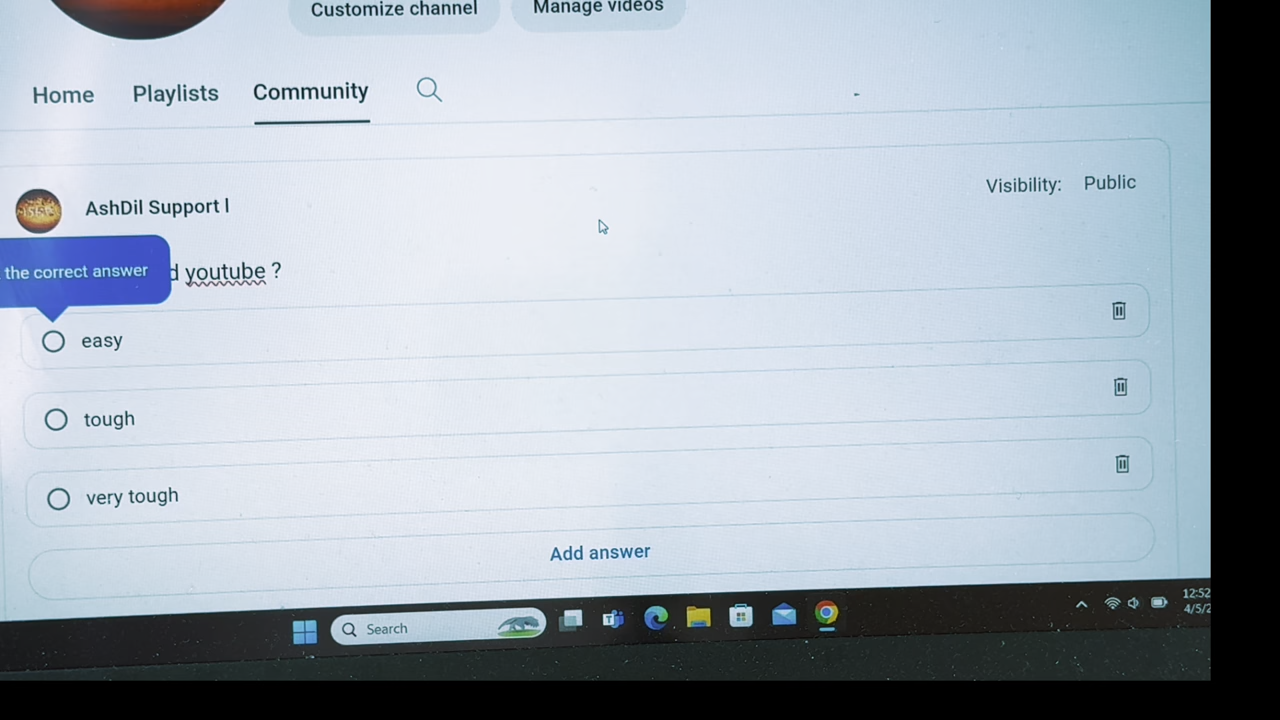 Customize channel
Manage videos
Home
Playlists
Community
AshDil Support I
Visibility: Public
the correct answer
youtube ?
easy
tough
very tough
Add answer
Search
12:52
4/5/2